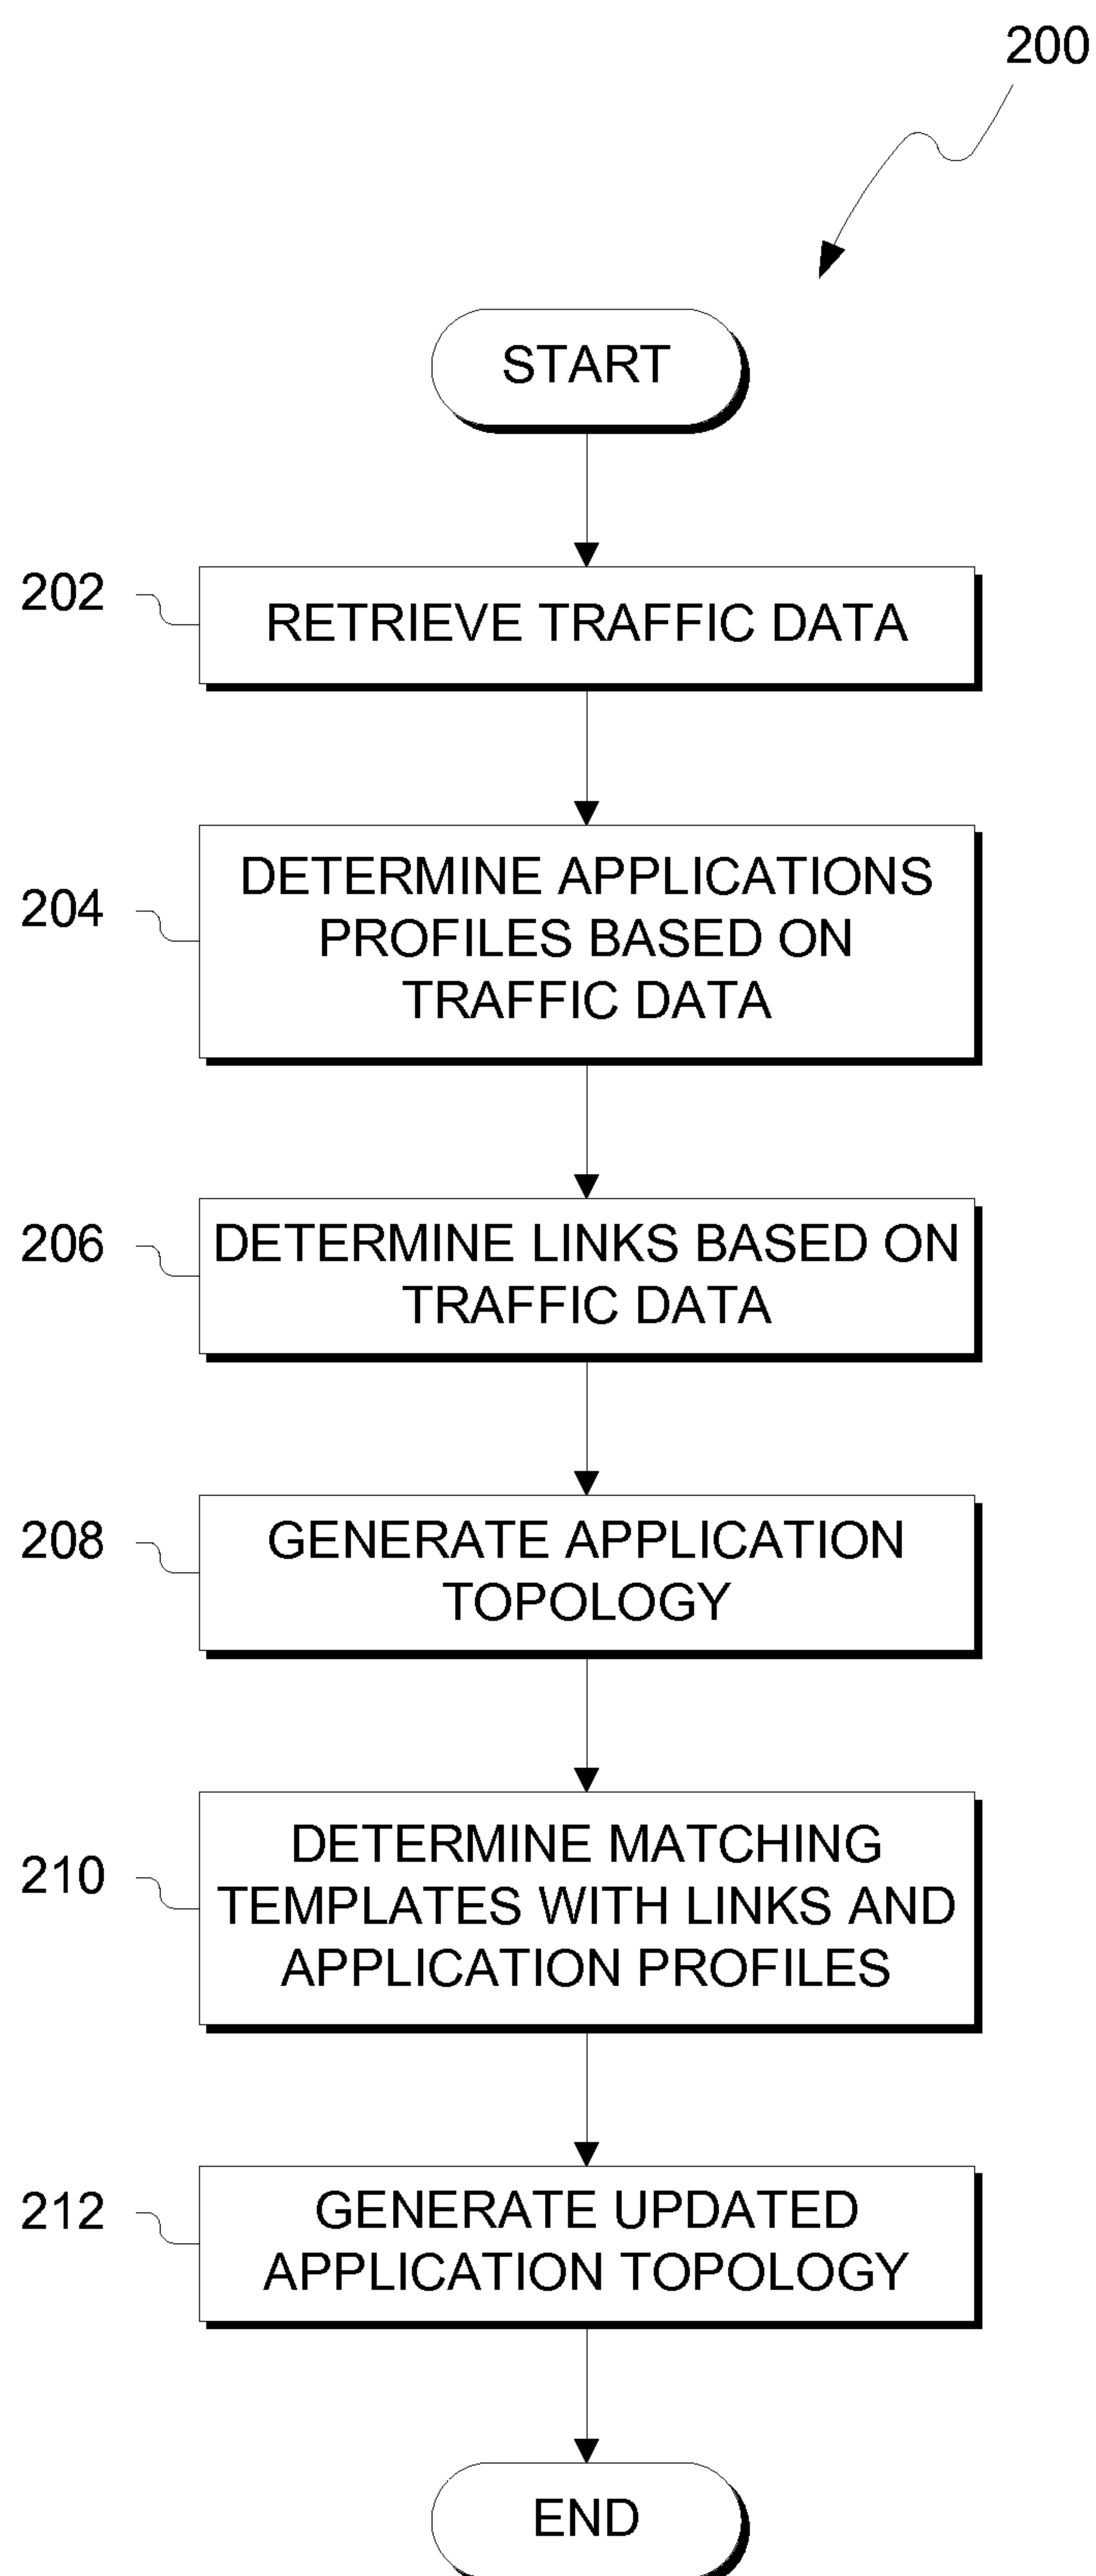 200
START
202
RETRIEVE TRAFFIC DATA
204
DETERMINE APPLICATIONS
PROFILES BASED ON
TRAFFIC DATA
206
DETERMINE LINKS BASED ON
TRAFFIC DATA
208
GENERATE APPLICATION
TOPOLOGY
210
DETERMINE MATCHING
TEMPLATES WITH LINKS AND
APPLICATION PROFILES
212
GENERATE UPDATED
APPLICATION TOPOLOGY
END